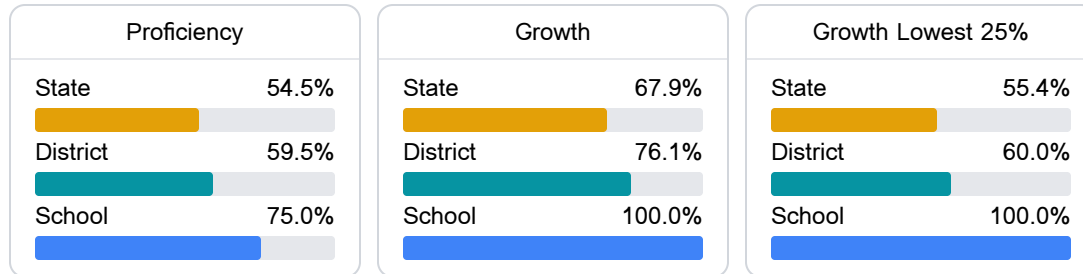 Proficiency
State 54.5%
District 59.5%
School 75.0%
Growth
State 67.9%
District 76.1%
School 100.0%
Growth Lowest 25%
State 55.4%
District 60.0%
School 100.0%